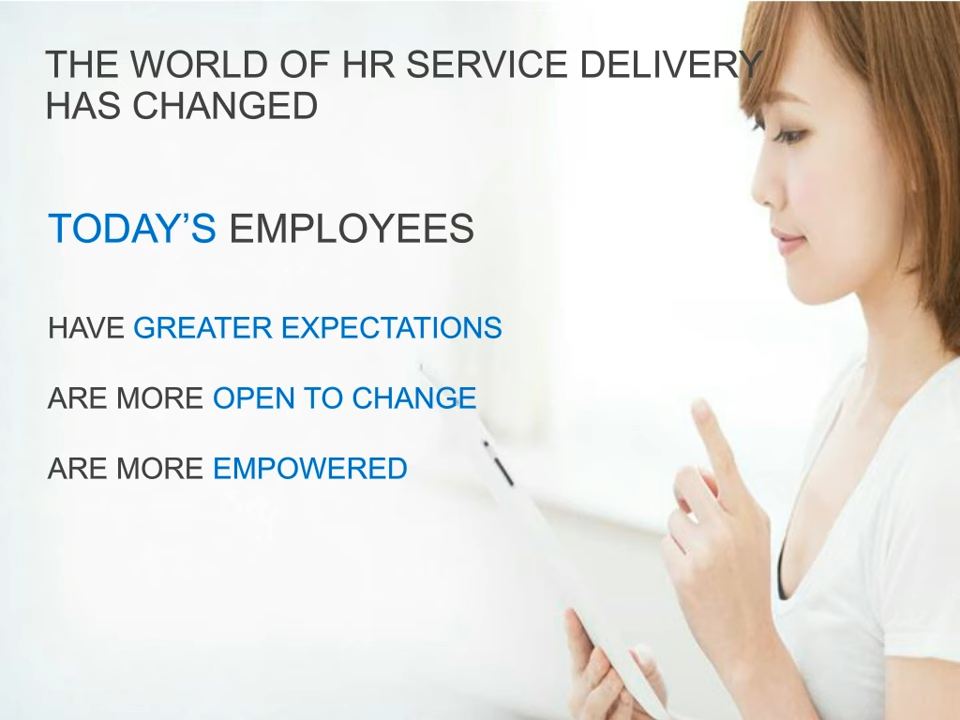 THE WORLD OF HR SERVICE DELIVERY
HAS CHANGED
TODAY’S EMPLOYEES
HAVE GREATER EXPECTATIONS
ARE MORE OPEN TO CHANGE
ARE MORE EMPOWERED